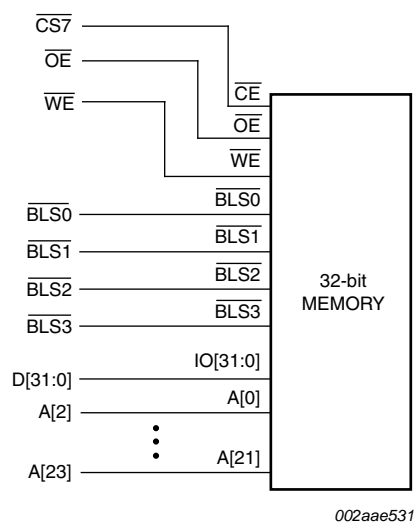 CS7
OE
WE
CE
OE
WE
BLS0 BLS0
BLS1 BLS1
BLS2 BLS2
BLS3 BLS3
32-bit
MEMORY
D[31:0] IO[31:0]
A[2] A[0]
A[23] A[21]
002aae531